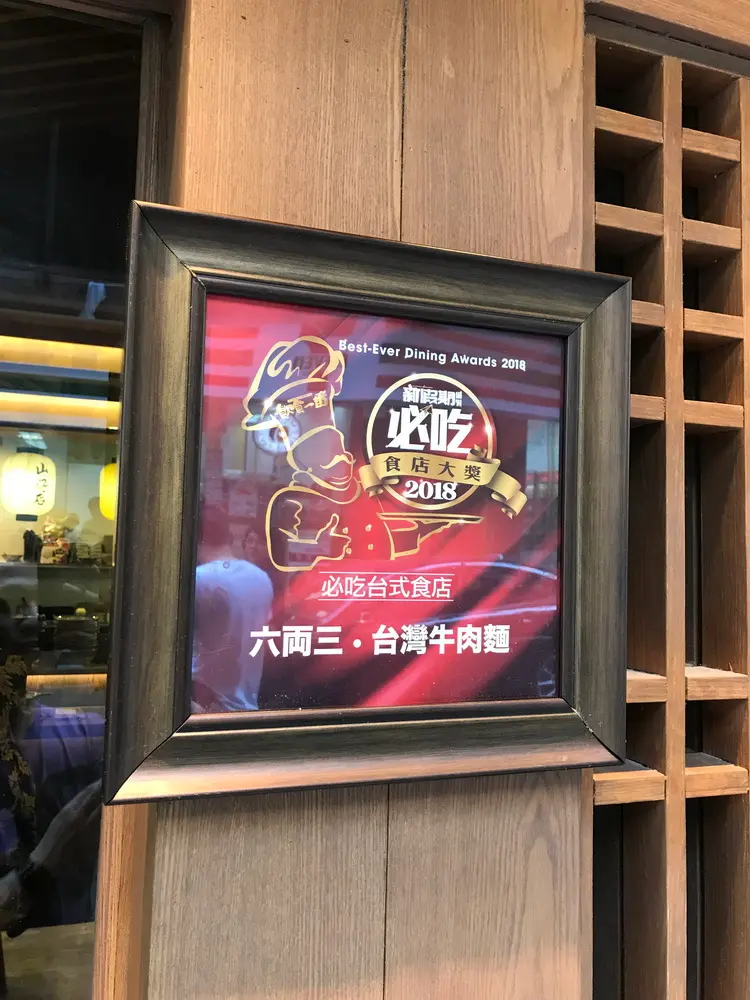 Best-Ever Dining Awards 2018
新假期
必吃
食店大獎
2018
必吃台式食店
六両三・台灣牛肉麵